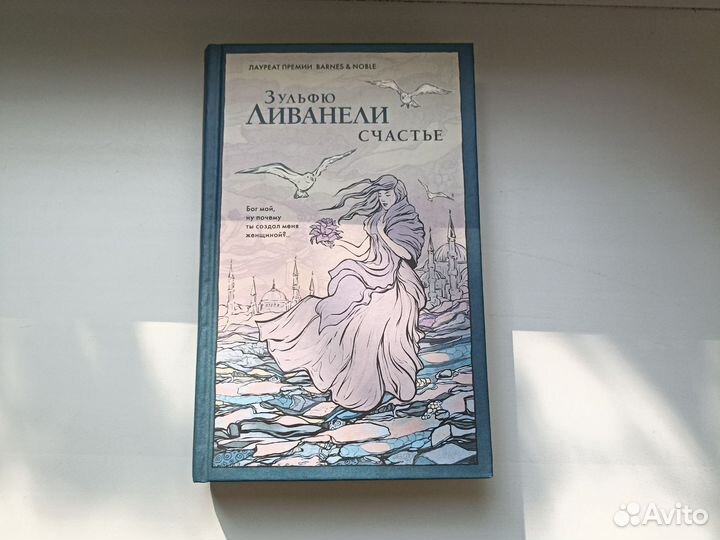 ЛАУРЕАТ ПРЕМИИ BARNES & NOBLE
ЗУЛЬФЮ
ЛИВАНЕЛИ
СЧАСТЬЕ
Бог мой,
ну почему
ты создал меня
женщиной?..
Avito